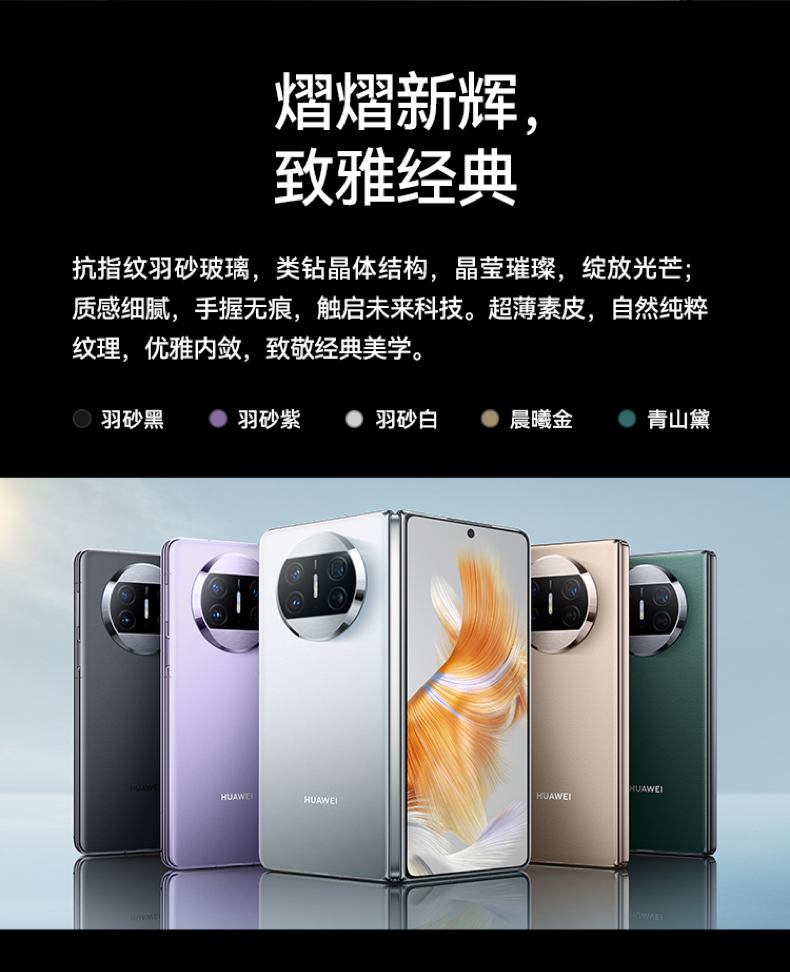 熠熠新辉，
致雅经典
抗指纹羽砂玻璃，类钻晶体结构，晶莹璀璨，绽放光芒；
质感细腻，手握无痕，触启未来科技。超薄素皮，自然纯粹
纹理，优雅内敛，致敬经典美学。
羽砂黑 羽砂紫 羽砂白 晨曦金 青山黛
HUAWEI HUAWEI HUAWEI HUAWEI HUAWEI